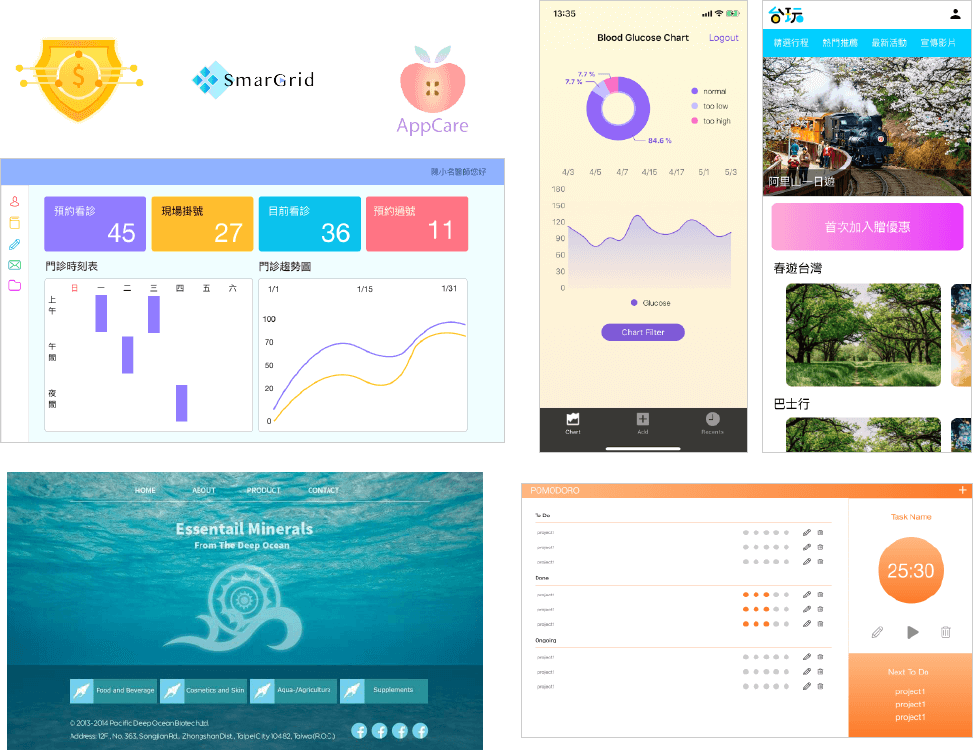 $
SmarGrid
AppCare
陽小名醫師您好
預約看診
45
現場掛號
27
目前看診
36
預約過號
11
門診時刻表
日 一 二 三 四 五 六
上午
午間
夜間
門診趨勢圖
1/1 1/15 1/31
100
70
50
20
0
13:35
Blood Glucose Chart Logout
7.7 %
7.7 %
84.6 %
normal
too low
too high
4/3 4/5 4/7 4/15 4/17 5/1 5/3
180
150
120
90
60
30
0
Glucose
Chart Filter
Chart Add Recents
台玩
精選行程 熱門推薦 最新活動 宣傳影片
阿里山一日遊
首次加入贈優惠
春遊台灣
巴士行
HOME ABOUT PRODUCT CONTACT
Essentail Minerals
From The Deep Ocean
Food and Beverage Cosmetics and Skin Aqua-/Agriculture Supplements
© 2013-2014 Pacific Deep Ocean Biotech Ltd.
Address: 12F., No. 363, Songjian Rd., Zhongshan Dist., Taipei City 10482, Taiwa (R.O.C.)
POMODORO +
To Do
project1
project1
project1
Done
project1
project1
project1
Ongoing
project1
project1
project1
Task Name
25:30
Next To Do
project1
project1
project1